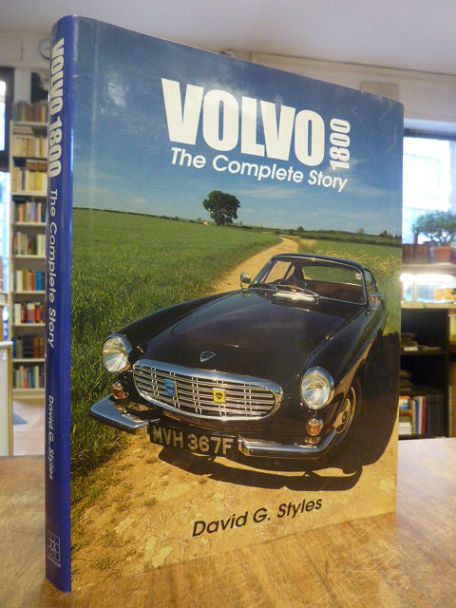 VOLVO
1800
The Complete Story
MVH 367F
David G. Styles
VOLVO 1800 The Complete Story David G. Styles